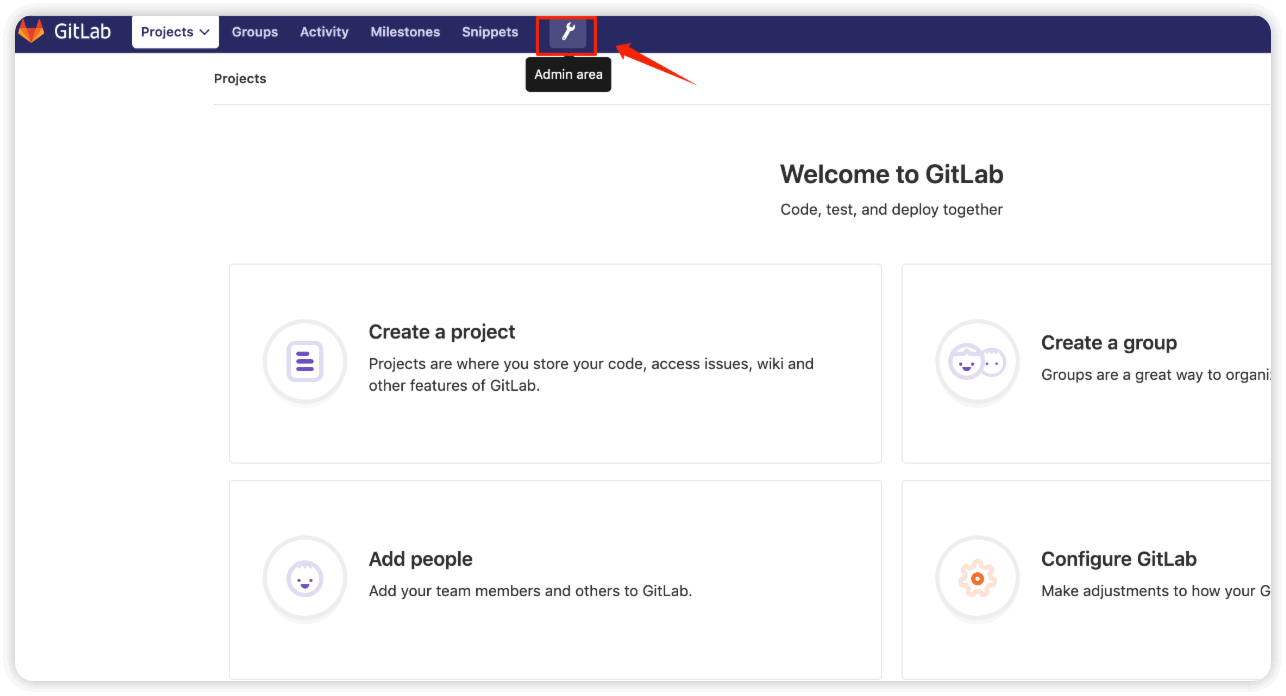 GitLab Projects Groups Activity Milestones Snippets
Admin area
Projects
Welcome to GitLab
Code, test, and deploy together
Create a project
Projects are where you store your code, access issues, wiki and
other features of GitLab.
Create a group
Groups are a great way to organi
Add people
Add your team members and others to GitLab.
Configure GitLab
Make adjustments to how your G